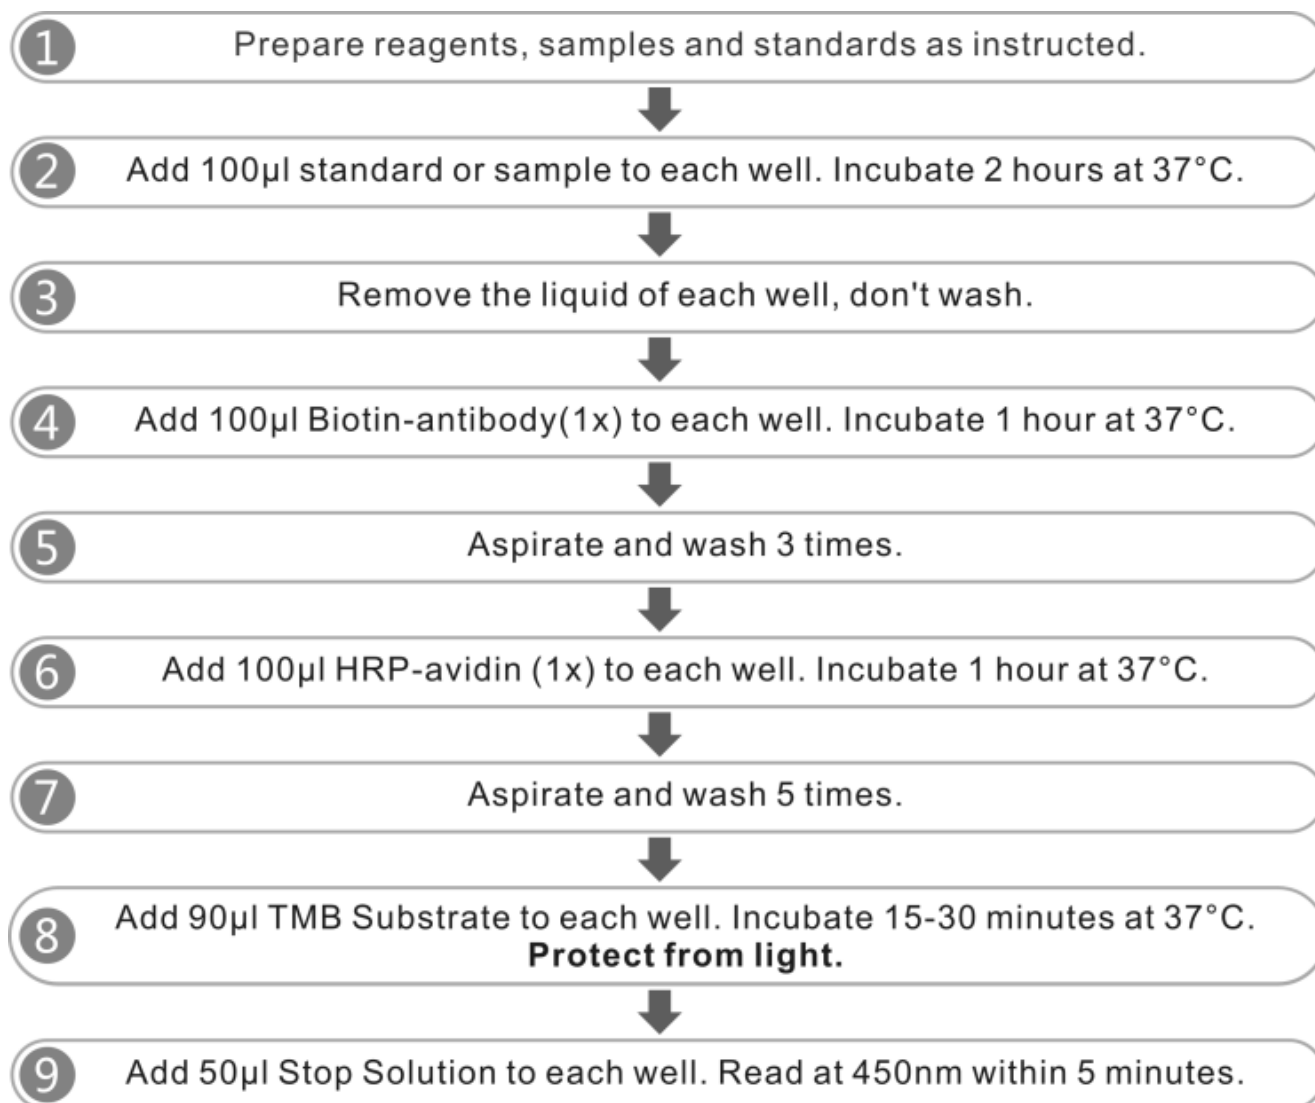 1 Prepare reagents, samples and standards as instructed.
2 Add 100µl standard or sample to each well. Incubate 2 hours at 37°C.
3 Remove the liquid of each well, don't wash.
4 Add 100µl Biotin-antibody(1x) to each well. Incubate 1 hour at 37°C.
5 Aspirate and wash 3 times.
6 Add 100µl HRP-avidin (1x) to each well. Incubate 1 hour at 37°C.
7 Aspirate and wash 5 times.
8 Add 90µl TMB Substrate to each well. Incubate 15-30 minutes at 37°C.
Protect from light.
9 Add 50µl Stop Solution to each well. Read at 450nm within 5 minutes.